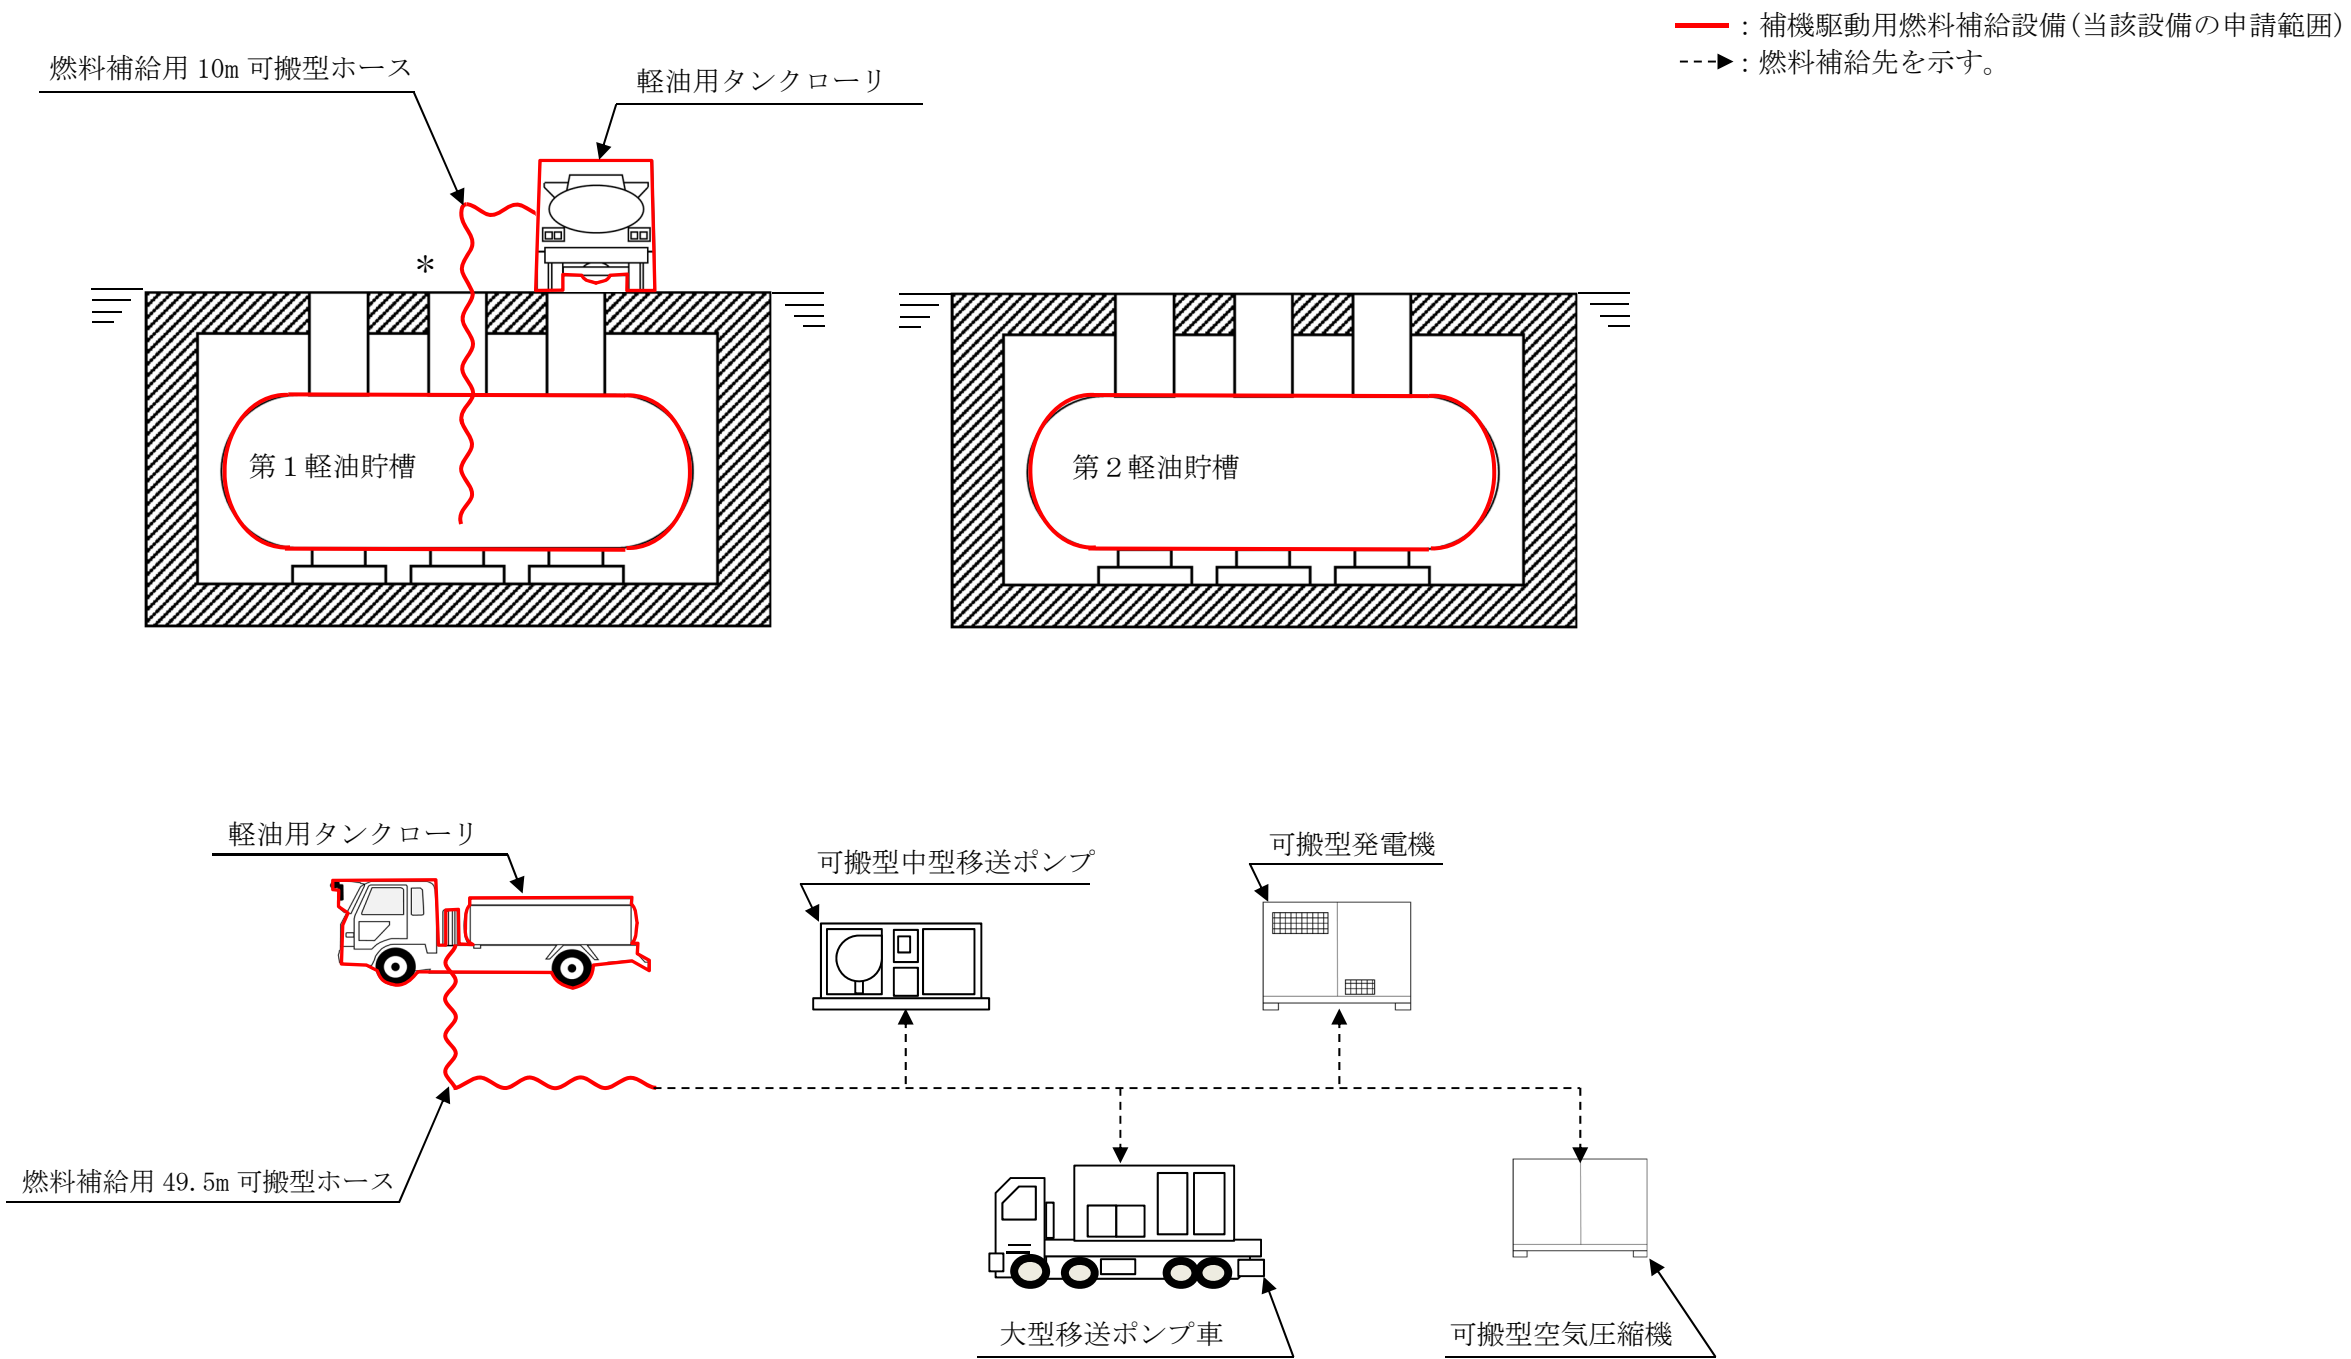 ━━：補機駆動用燃料補給設備(当該設備の申請範囲)
---▶：燃料補給先を示す。
燃料補給用 10m 可搬型ホース
軽油用タンクローリ
*
第１軽油貯槽
第２軽油貯槽
軽油用タンクローリ
可搬型中型移送ポンプ
可搬型発電機
燃料補給用 49.5m 可搬型ホース
大型移送ポンプ車
可搬型空気圧縮機